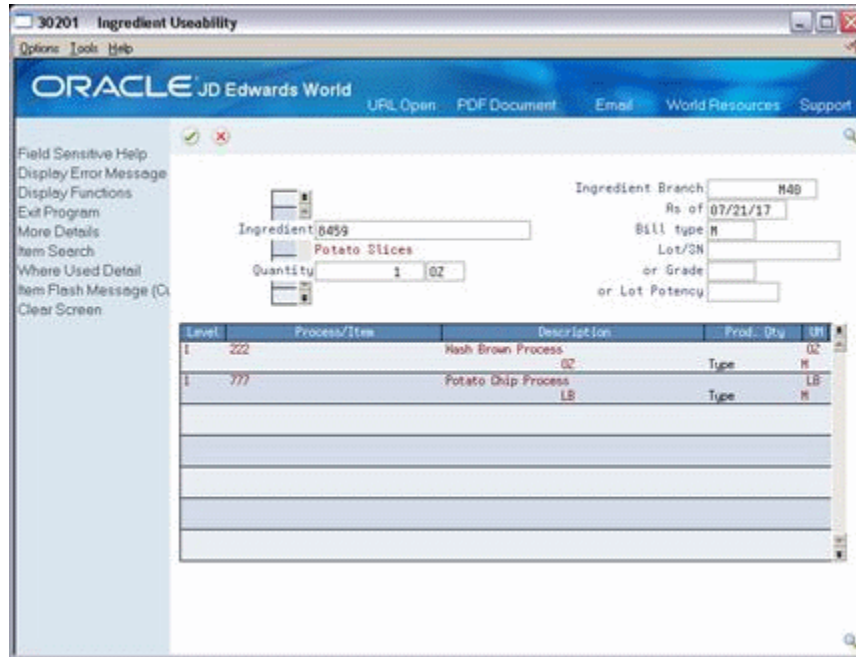 30201 Ingredient Useability
Options Tools Help
ORACLE JD Edwards World
URL Open PDF Document Email World Resources Support
Field Sensitive Help
Display Error Message
Display Functions
Exit Program
More Details
Item Search
Where Used Detail
Item Flash Message (Cu
Clear Screen
Ingredient Branch M40
As of 07/21/17
Ingredient 8459 Bill type M
Potato Slices Lot/SN
Quantity 1 OZ or Grade
or Lot Potency
Level Process/Item Description Prod. Qty UM
1 222 Hash Brown Process OZ
OZ Type M
1 777 Potato Chip Process LB
LB Type M